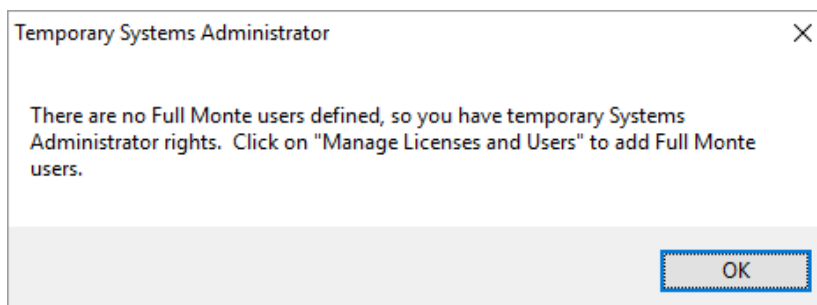 Temporary Systems Administrator
There are no Full Monte users defined, so you have temporary Systems
Administrator rights.  Click on "Manage Licenses and Users" to add Full Monte
users.
OK